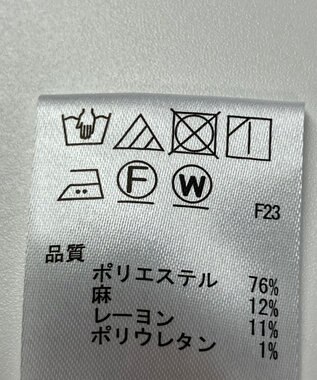 F W F23
品質
ポリエステル 76%
麻 12%
レーヨン 11%
ポリウレタン 1%